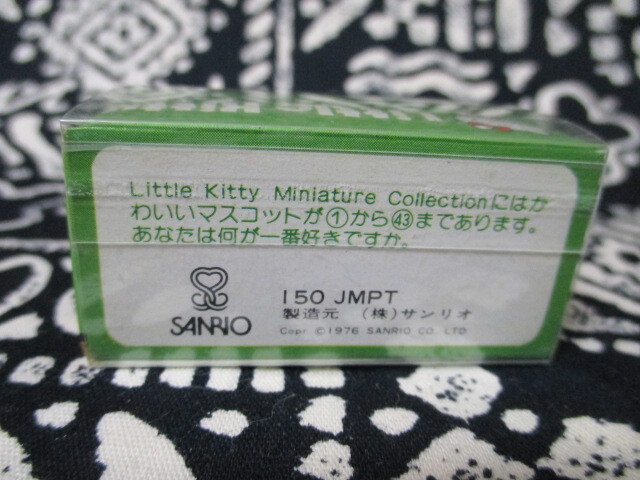 Little Kitty Miniature Collectionにはか
わいいマスコットが①から㊸まであります。
あなたは何が一番好きですか。
150 JMPT
SANRIO
製造元 (株)サンリオ
Copr ©1976 SANRIO CO., LTD